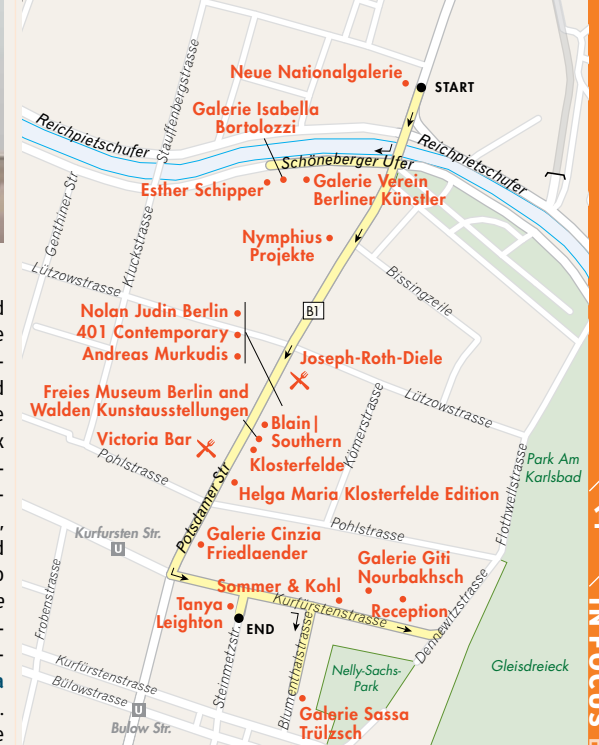 Neue Nationalgalerie
START
Galerie Isabella
Bortolozzi
Stauffenbergstrasse
Reichpietschufer
Reichpietschufer
Schöneberger Ufer
Esther Schipper
Galerie Verein
Berliner Künstler
Genthiner Str
Kluckstrasse
Nymphius
Projekte
Lützowstrasse
Bissingzeile
B1
Nolan Judin Berlin
401 Contemporary
Andreas Murkudis
Joseph-Roth-Diele
Freies Museum Berlin and
Walden Kunstausstellungen
Lützowstrasse
Körnerstrasse
Blain|
Southern
Victoria Bar
Klosterfelde
Pohlstrasse
Park Am
Karlsbad
Flothwellstrasse
Potsdamer Str
Helga Maria Klosterfelde Edition
Pohlstrasse
Kurfursten Str.
U
Galerie Cinzia
Friedlaender
Galerie Giti
Nourbakhsch
Sommer & Kohl
Kurfürstenstrasse
Reception
Tanya
Leighton
END
Frobenstrasse
Dennewitzstrasse
Steinmetzstr.
Blumenthalstrasse
Kurfürstenstrasse
Bülowstrasse
Nelly-Sachs-
Park
Gleisdreieck
U
Bulow Str.
Galerie Sassa
Trülzsch
IN FOCUS